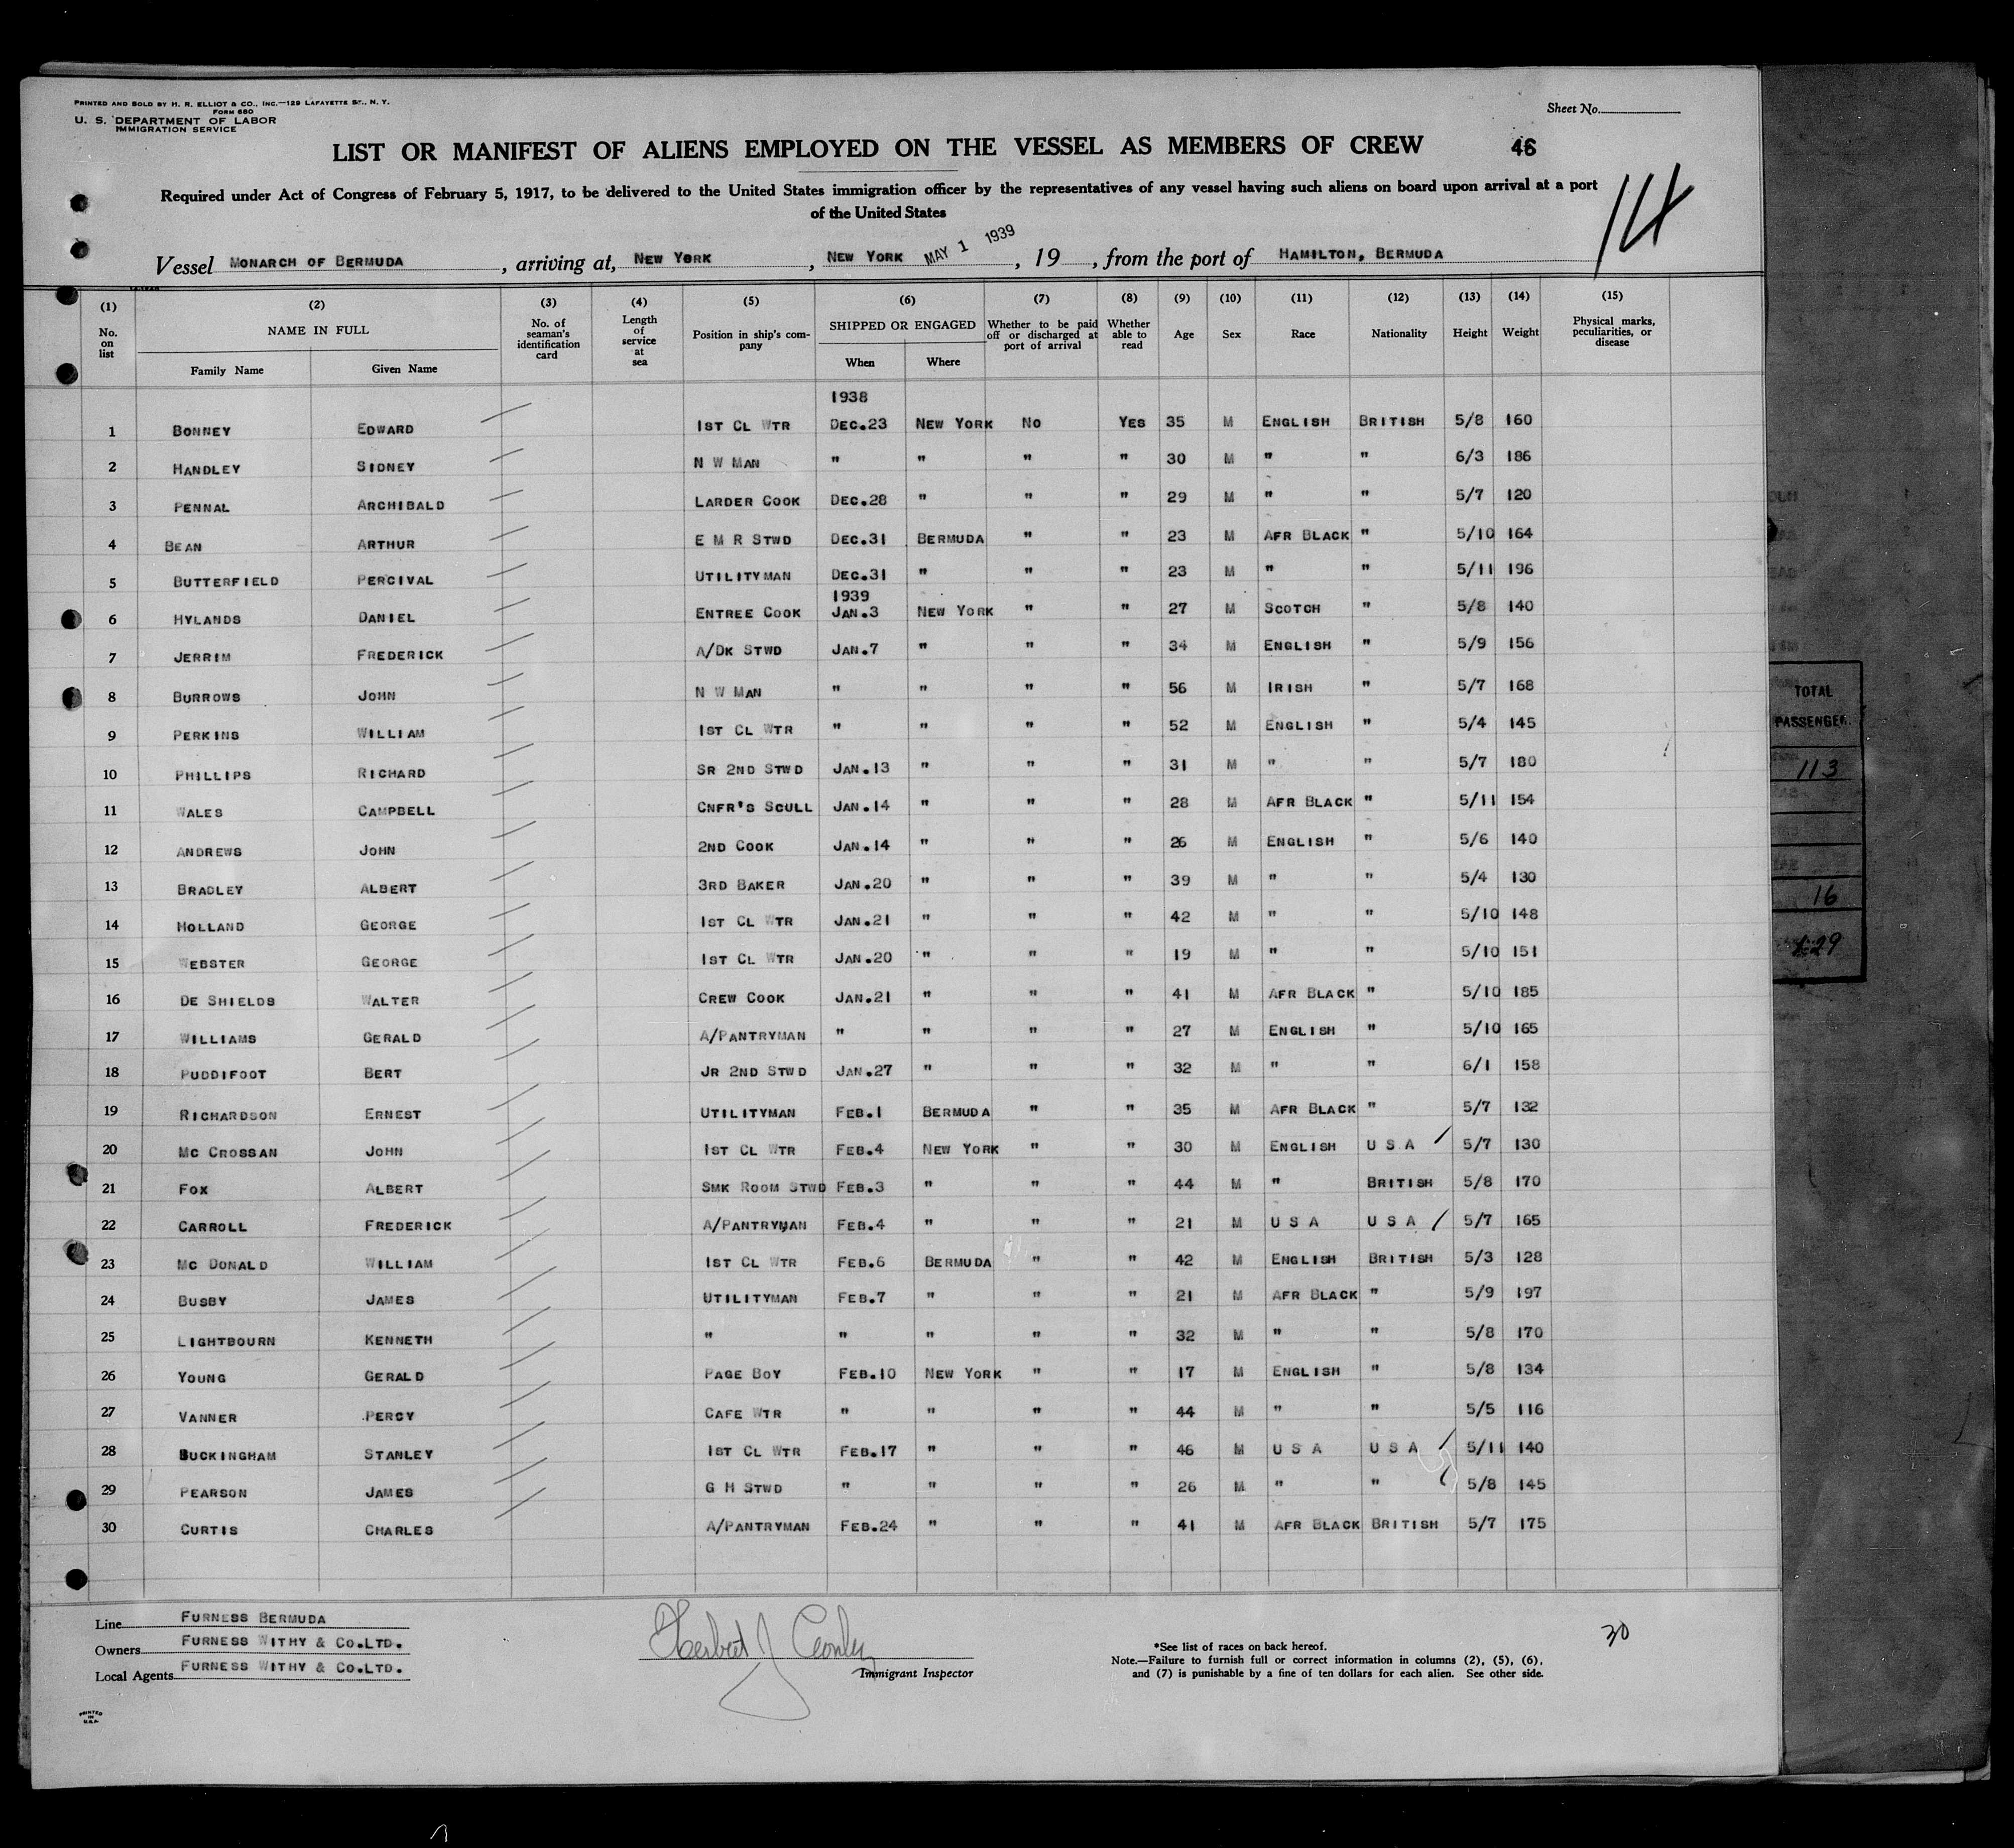 PRINTED AND SOLD BY H. R. ELLIOT & CO., INC.—129 LAFAYETTE ST., N. Y.
FORM 680
U. S. DEPARTMENT OF LABOR
IMMIGRATION SERVICE
Sheet No.
LIST OR MANIFEST OF ALIENS EMPLOYED ON THE VESSEL AS MEMBERS OF CREW 46
Required under Act of Congress of February 5, 1917, to be delivered to the United States immigration officer by the representatives of any vessel having such aliens on board upon arrival at a port
of the United States
Vessel MONARCH OF BERMUDA, arriving at, NEW YORK, NEW YORK MAY 1 1939, 19, from the port of HAMILTON, BERMUDA
(1) (2) (3) (4) (5) (6) (7) (8) (9) (10) (11) (12) (13) (14) (15)
No. on list NAME IN FULL No. of seaman's identification card Length of service at sea Position in ship's company SHIPPED OR ENGAGED Whether to be paid off or discharged at port of arrival Whether able to read Age Sex Race Nationality Height Weight Physical marks, peculiarities, or disease
Family Name Given Name When Where
1938
1 BONNEY EDWARD 1ST CL WTR DEC.23 NEW YORK NO YES 35 M ENGLISH BRITISH 5/8 160
2 HANDLEY SIDNEY N W MAN " " " " 30 M " " 6/3 186
3 PENNAL ARCHIBALD LARDER COOK DEC.28 " " " 29 M " " 5/7 120
4 BEAN ARTHUR E M R STWD DEC.31 BERMUDA " " 23 M AFR BLACK " 5/10 164
5 BUTTERFIELD PERCIVAL UTILITYMAN DEC.31 " " " 23 M " " 5/11 196
1939
6 HYLANDS DANIEL ENTREE COOK JAN.3 NEW YORK " " 27 M SCOTCH " 5/8 140
7 JERRIM FREDERICK A/DK STWD JAN.7 " " " 34 M ENGLISH " 5/9 156
8 BURROWS JOHN N W MAN " " " " 56 M IRISH " 5/7 168
9 PERKINS WILLIAM 1ST CL WTR " " " " 52 M ENGLISH " 5/4 145
10 PHILLIPS RICHARD SR 2ND STWD JAN.13 " " " 31 M " " 5/7 180
11 WALES CAMPBELL CNFR'S SCULL JAN.14 " " " 28 M AFR BLACK " 5/11 154
12 ANDREWS JOHN 2ND COOK JAN.14 " " " 26 M ENGLISH " 5/6 140
13 BRADLEY ALBERT 3RD BAKER JAN.20 " " " 39 M " " 5/4 130
14 HOLLAND GEORGE 1ST CL WTR JAN.21 " " " 42 M " " 5/10 148
15 WEBSTER GEORGE 1ST CL WTR JAN.20 " " " 19 M " " 5/10 151
16 DE SHIELDS WALTER CREW COOK JAN.21 " " " 41 M AFR BLACK " 5/10 185
17 WILLIAMS GERALD A/PANTRYMAN " " " " 27 M ENGLISH " 5/10 165
18 PUDDIFOOT BERT JR 2ND STWD JAN.27 " " " 32 M " " 6/1 158
19 RICHARDSON ERNEST UTILITYMAN FEB.1 BERMUDA " " 35 M AFR BLACK " 5/7 132
20 MC CROSSAN JOHN 1ST CL WTR FEB.4 NEW YORK " " 30 M ENGLISH U S A 5/7 130
21 FOX ALBERT SMK ROOM STWD FEB.3 " " " 44 M " BRITISH 5/8 170
22 CARROLL FREDERICK A/PANTRYMAN FEB.4 " " " 21 M U S A U S A 5/7 165
23 MC DONALD WILLIAM 1ST CL WTR FEB.6 BERMUDA " " 42 M ENGLISH BRITISH 5/3 128
24 BUSBY JAMES UTILITYMAN FEB.7 " " " 21 M AFR BLACK " 5/9 197
25 LIGHTBOURN KENNETH " " " " " 32 M " " 5/8 170
26 YOUNG GERALD PAGE BOY FEB.10 NEW YORK " " 17 M ENGLISH " 5/8 134
27 VANNER PERCY CAFE WTR " " " " 44 M " " 5/5 116
28 BUCKINGHAM STANLEY 1ST CL WTR FEB.17 " " " 46 M U S A U S A 5/11 140
29 PEARSON JAMES G H STWD " " " " 26 M " " 5/8 145
30 CURTIS CHARLES A/PANTRYMAN FEB.24 " " " 41 M AFR BLACK BRITISH 5/7 175
TOTAL
PASSENGER
113
16
129
Line FURNESS BERMUDA
Owners FURNESS WITHY & CO.LTD.
Local Agents FURNESS WITHY & CO.LTD.
Immigrant Inspector
*See list of races on back hereof.
Note.—Failure to furnish full or correct information in columns (2), (5), (6),
and (7) is punishable by a fine of ten dollars for each alien. See other side.
30
PRINTED
IN
U.S.A.